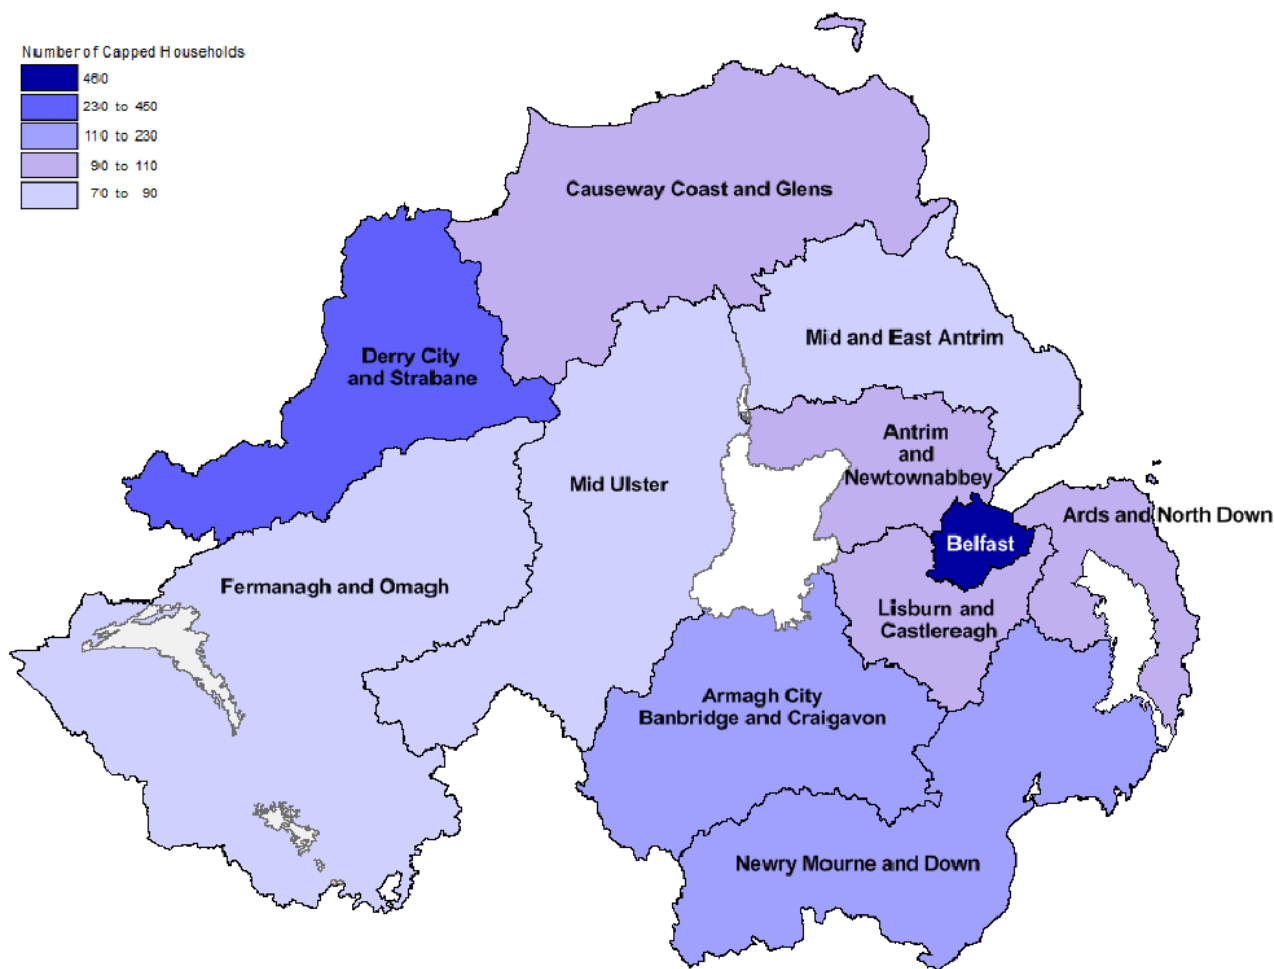 Number of Capped Households
460
230 to 450
110 to 230
90 to 110
70 to 90
Causeway Coast and Glens
Mid and East Antrim
Derry City
and Strabane
Antrim
and
Newtownabbey
Mid Ulster
Ards and North Down
Belfast
Fermanagh and Omagh
Lisburn and
Castlereagh
Armagh City
Banbridge and Craigavon
Newry Mourne and Down